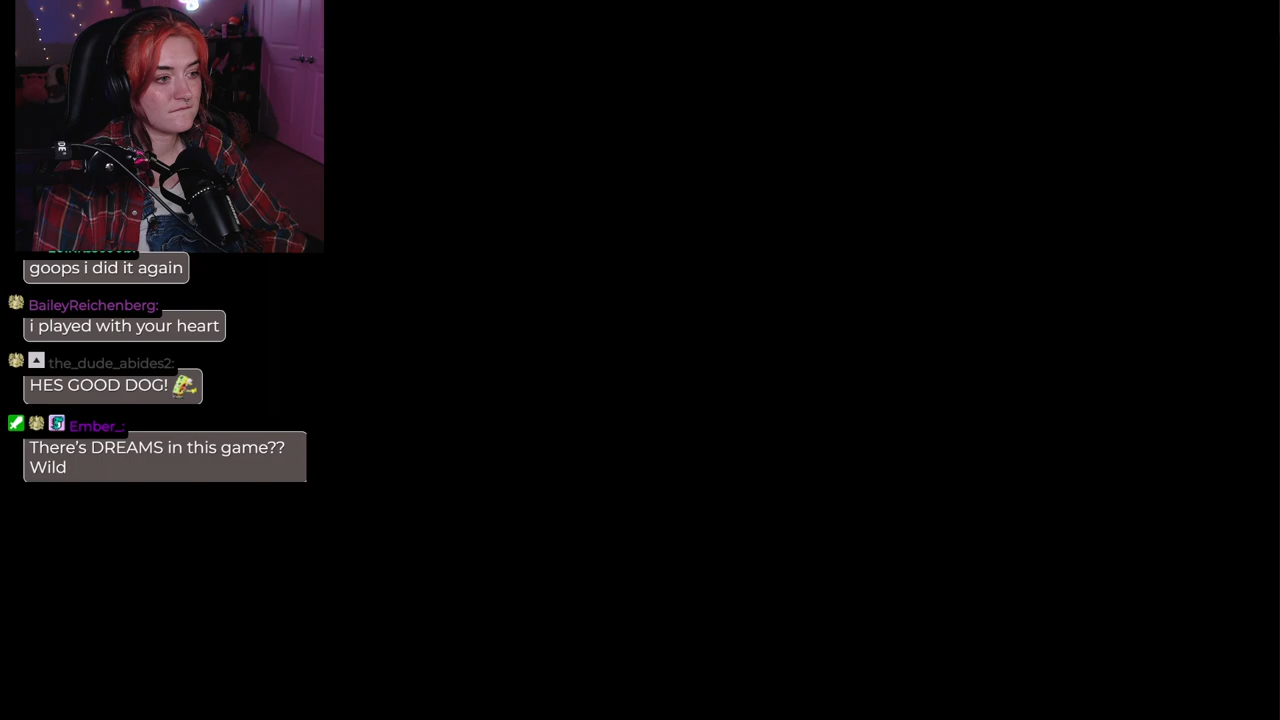 goops i did it again
BaileyReichenberg:
i played with your heart
the_dude_abides2:
HES GOOD DOG!
Ember_:
There's DREAMS in this game??
Wild